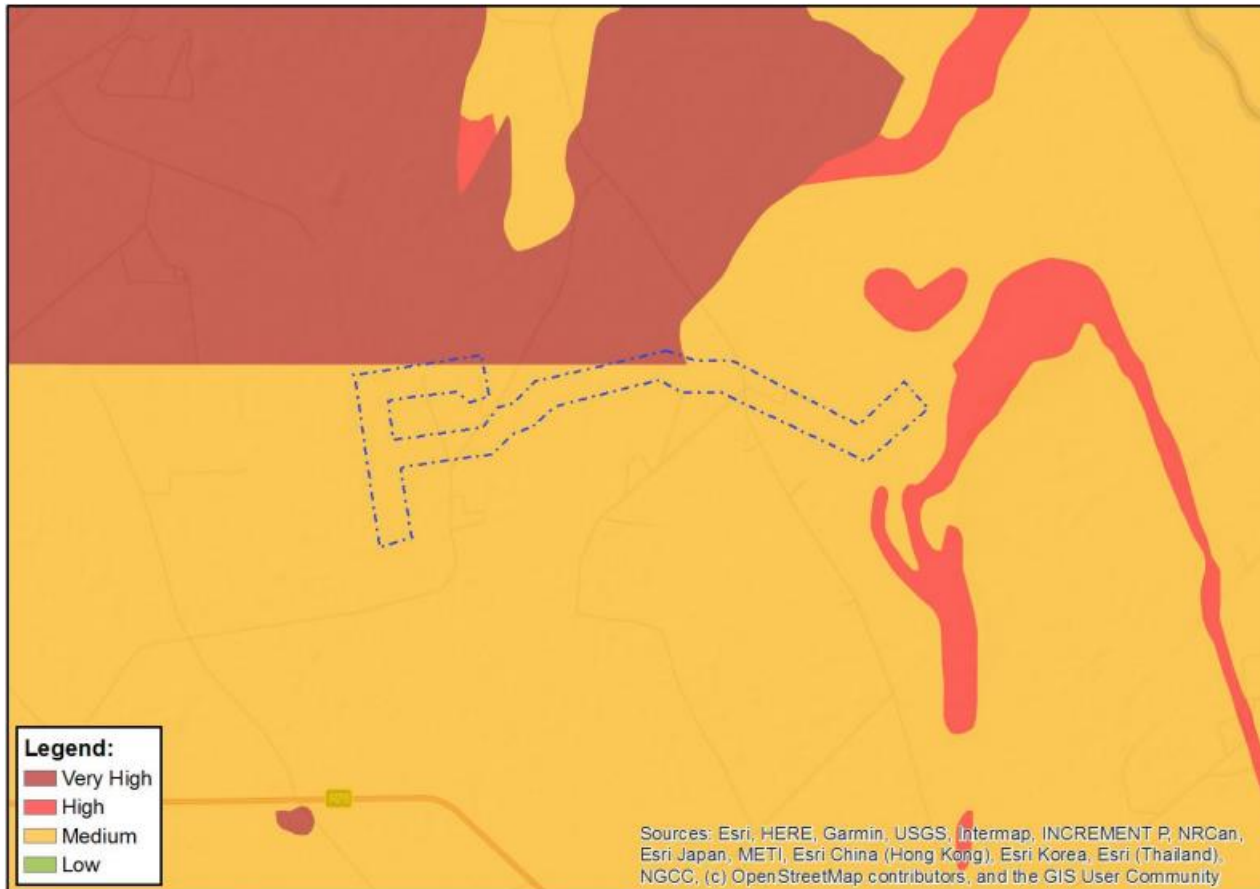 Legend:
Very High
High
Medium
Low
Sources: Esri, HERE, Garmin, USGS, Intermap, INCREMENT P, NRCan,
Esri Japan, METI, Esri China (Hong Kong), Esri Korea, Esri (Thailand),
NGCC, (c) OpenStreetMap contributors, and the GIS User Community